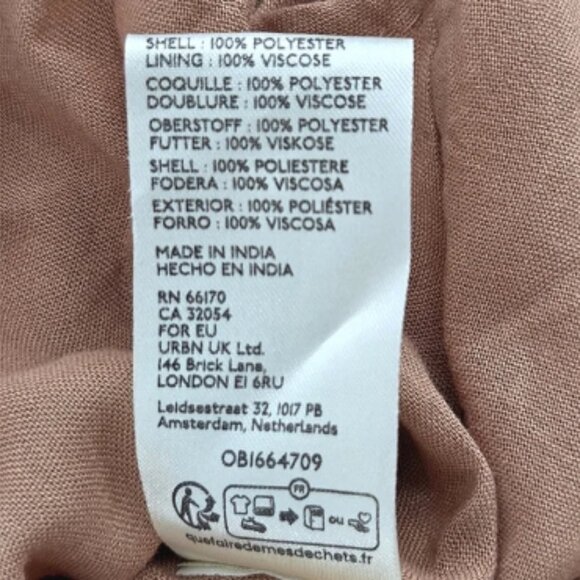 SHELL : 100% POLYESTER
LINING : 100% VISCOSE
COQUILLE : 100% POLYESTER
DOUBLURE : 100% VISCOSE
OBERSTOFF : 100% POLYESTER
FUTTER : 100% VISKOSE
SHELL : 100% POLIESTERE
FODERA : 100% VISCOSA
EXTERIOR : 100% POLIÉSTER
FORRO : 100% VISCOSA
MADE IN INDIA
HECHO EN INDIA
RN 66170
CA 32054
FOR EU
URBN UK Ltd.
146 Brick Lane,
LONDON E1 6RU
Leidsestraat 32, 1017 PB
Amsterdam, Netherlands
OB1664709
FR
ou
quefairedemesdechets.fr